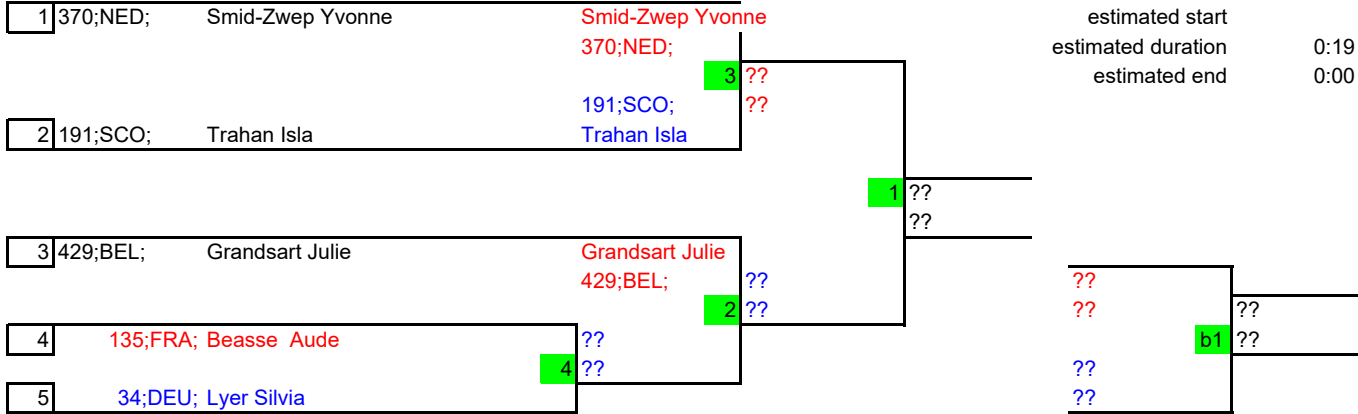 1 370;NED; Smid-Zwep Yvonne Smid-Zwep Yvonne estimated start
370;NED; estimated duration 0:19
3 ?? estimated end 0:00
191;SCO; ??
2 191;SCO; Trahan Isla Trahan Isla
1 ??
??
3 429;BEL; Grandsart Julie Grandsart Julie
429;BEL; ?? ??
2 ?? ?? ??
4 135;FRA; Beasse  Aude ?? b1 ??
4 ?? ??
5 34;DEU; Lyer Silvia ??